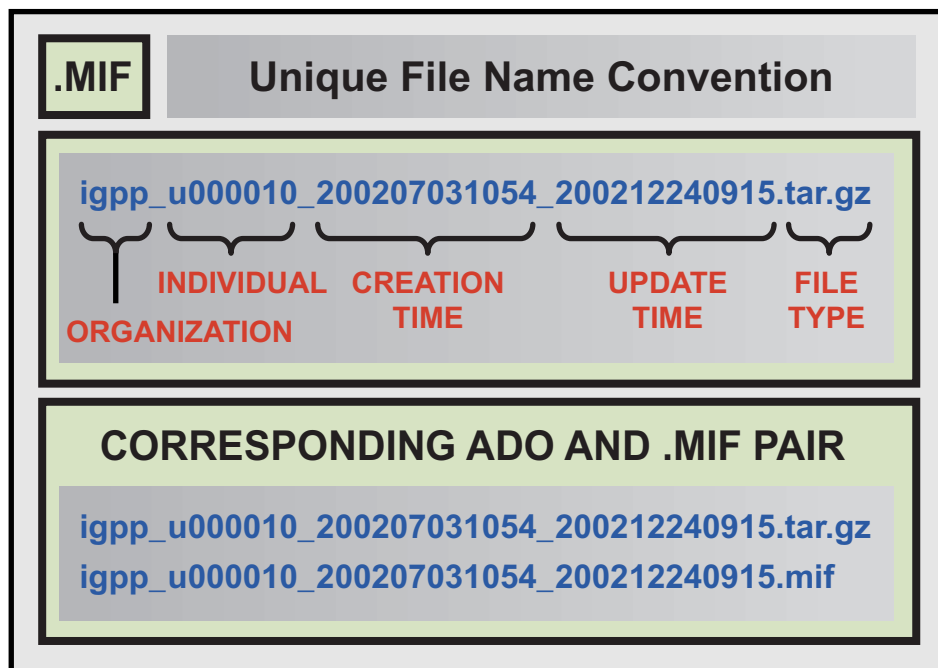 .MIF
Unique File Name Convention
igpp_u000010_200207031054_200212240915.tar.gz
INDIVIDUAL
CREATION
TIME
UPDATE
TIME
FILE
TYPE
ORGANIZATION
CORRESPONDING ADO AND .MIF PAIR
igpp_u000010_200207031054_200212240915.tar.gz
igpp_u000010_200207031054_200212240915.mif